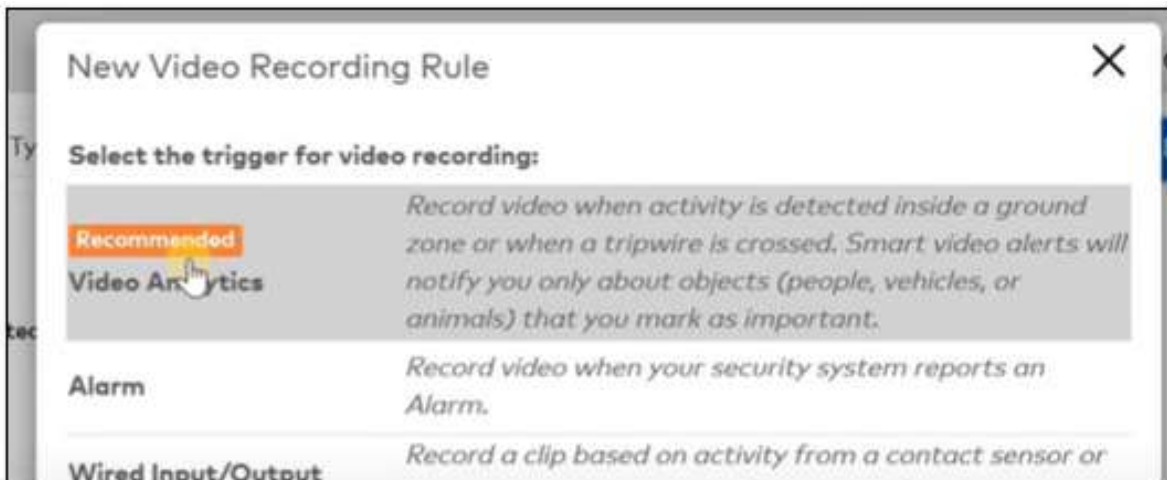 New Video Recording Rule
Ty
Select the trigger for video recording:
Record video when activity is detected inside a ground
Recommended
zone or when a tripwire is crossed. Smart video alerts will
Video Analytics
notify you only about objects (people, vehicles, or
animals) that you mark as important.
Alarm
Record video when your security system reports an
Alarm.
Wired Input/Output
Record a clip based on activity from a contact sensor or